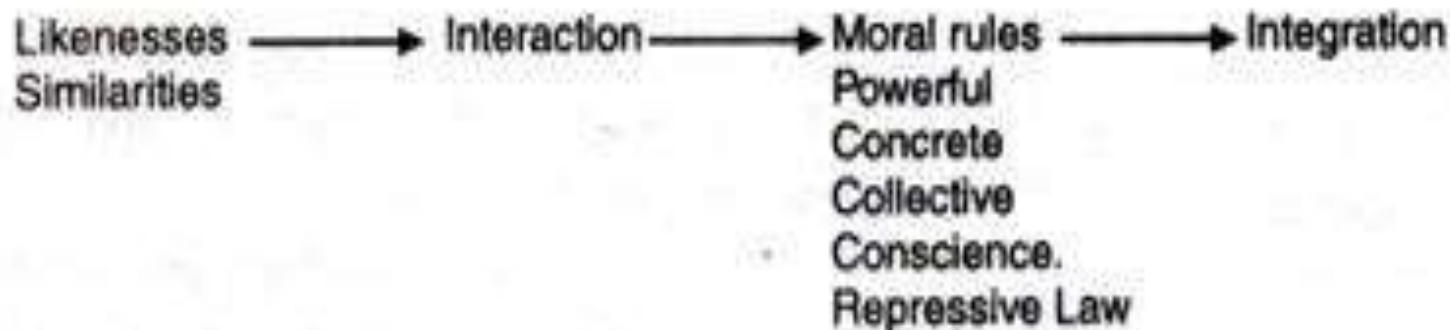 Likenesses Interaction Moral rules Integration
Similarities Powerful
Concrete
Collective
Conscience.
Repressive Law